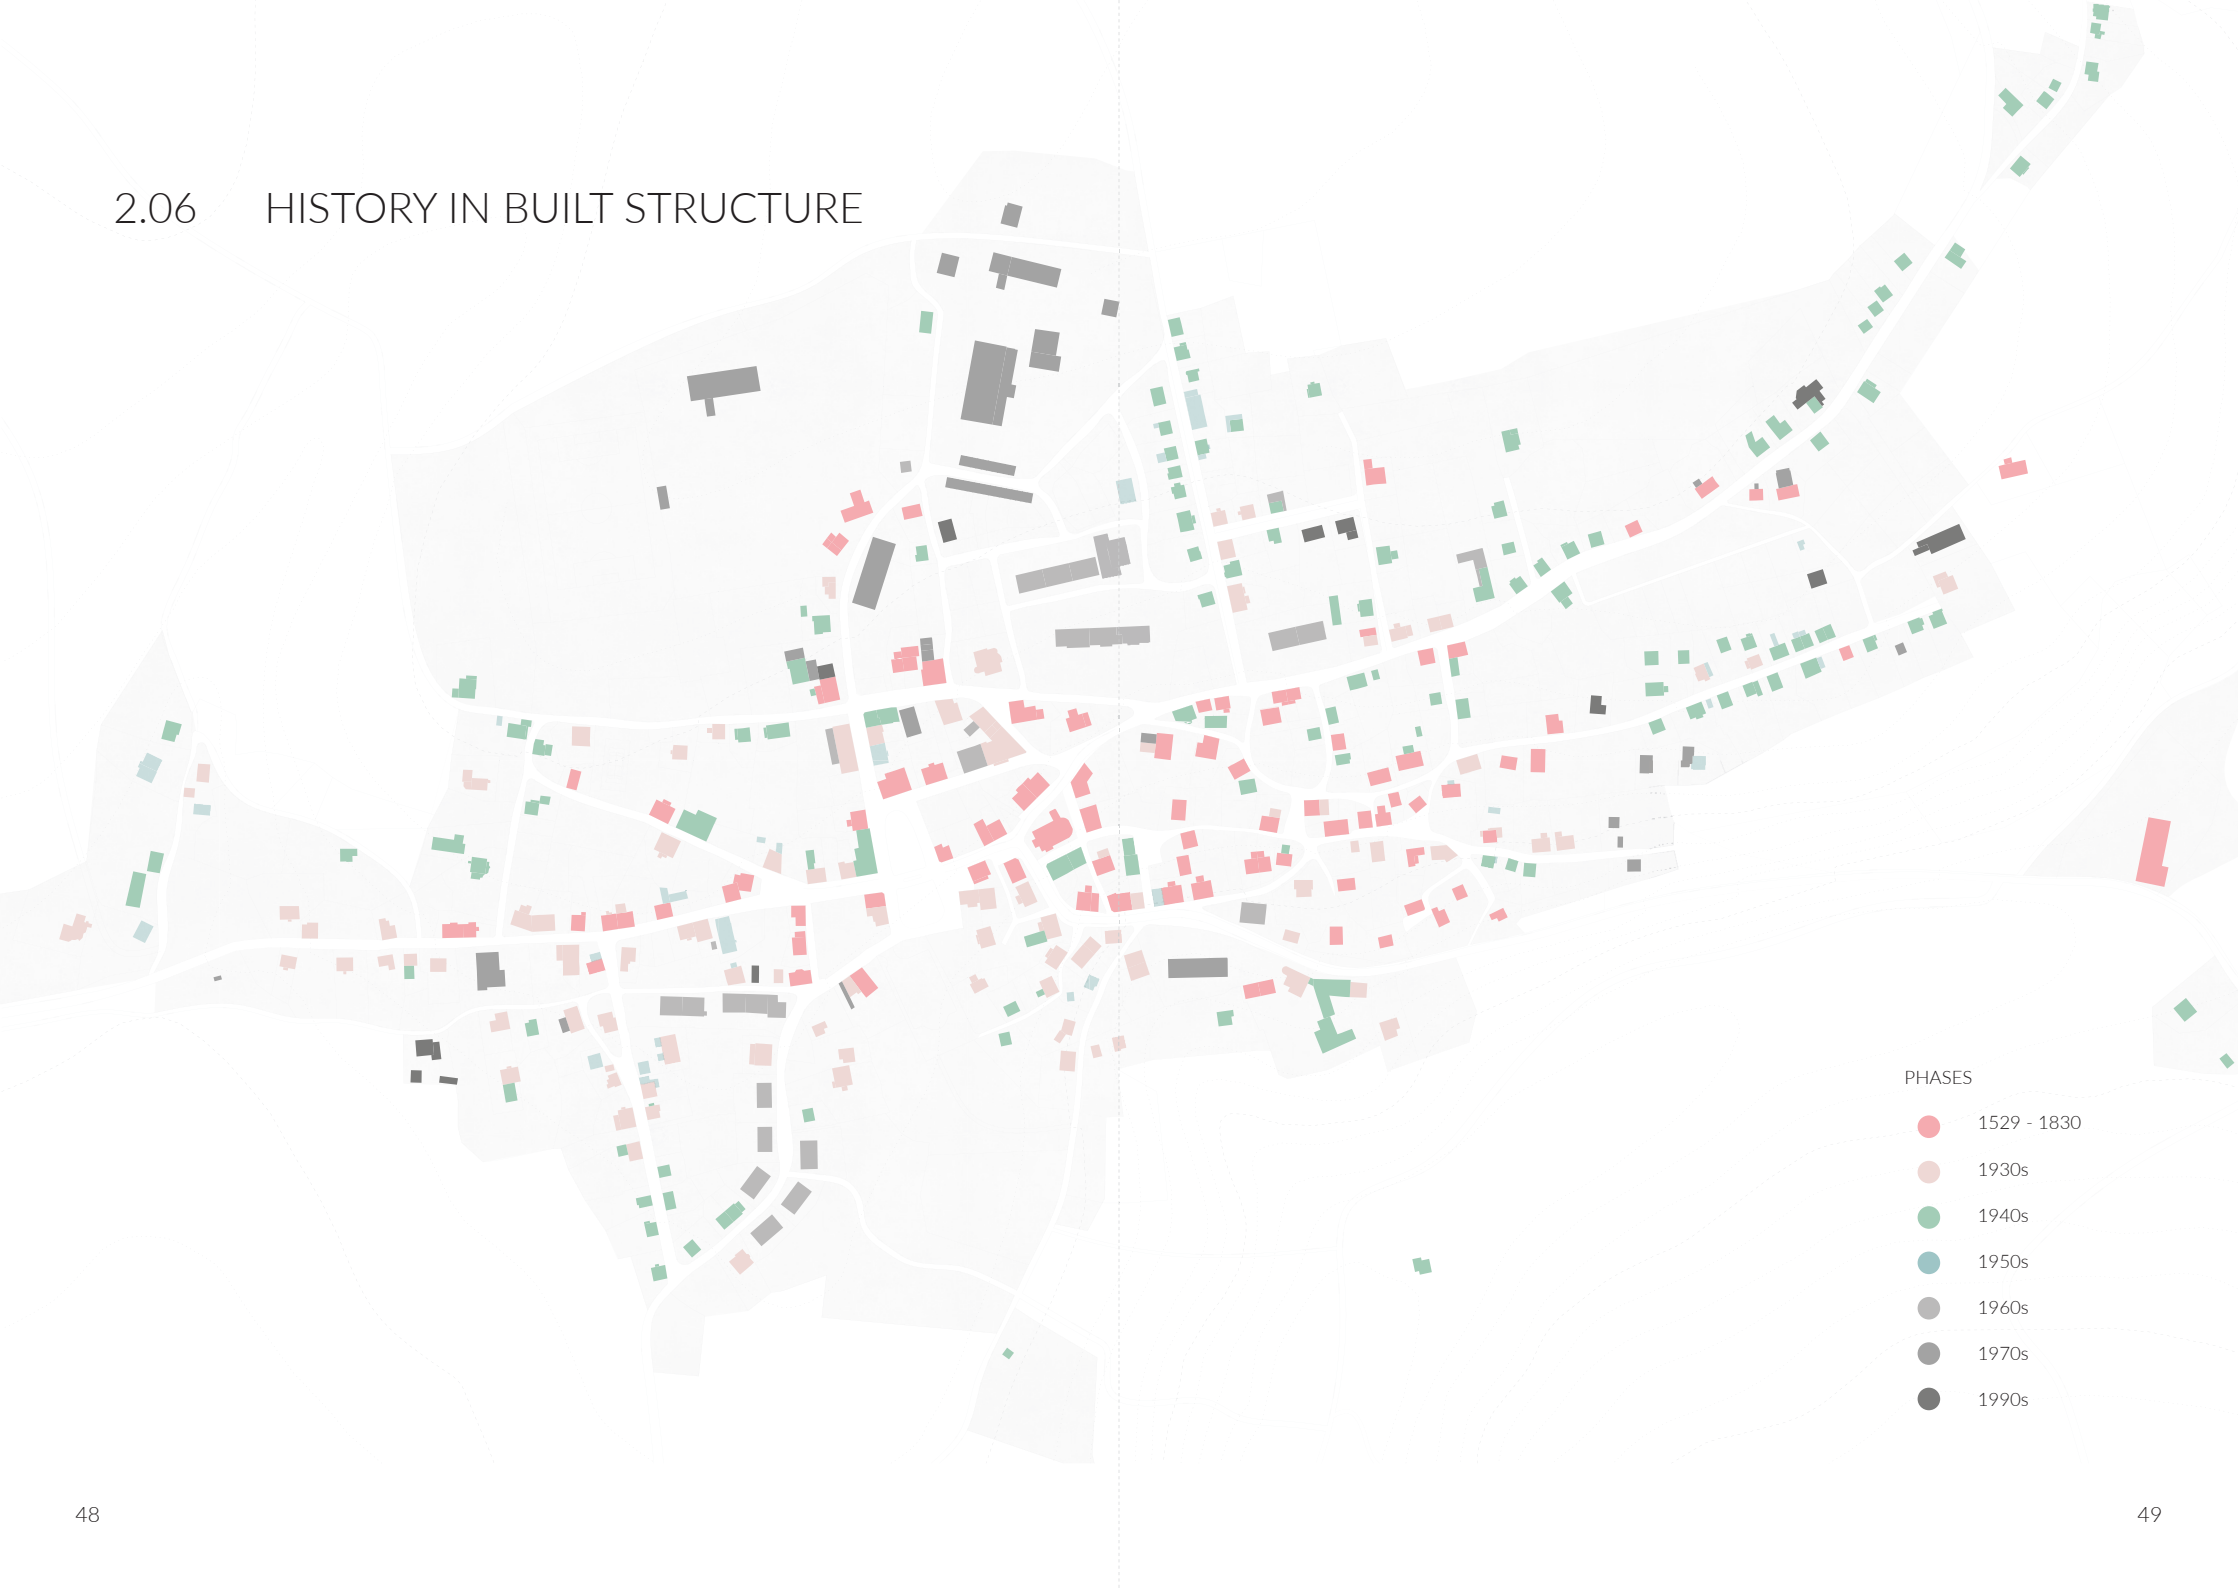 2.06 HISTORY IN BUILT STRUCTURE
PHASES
1529 - 1830
1930s
1940s
1950s
1960s
1970s
1990s
48
49